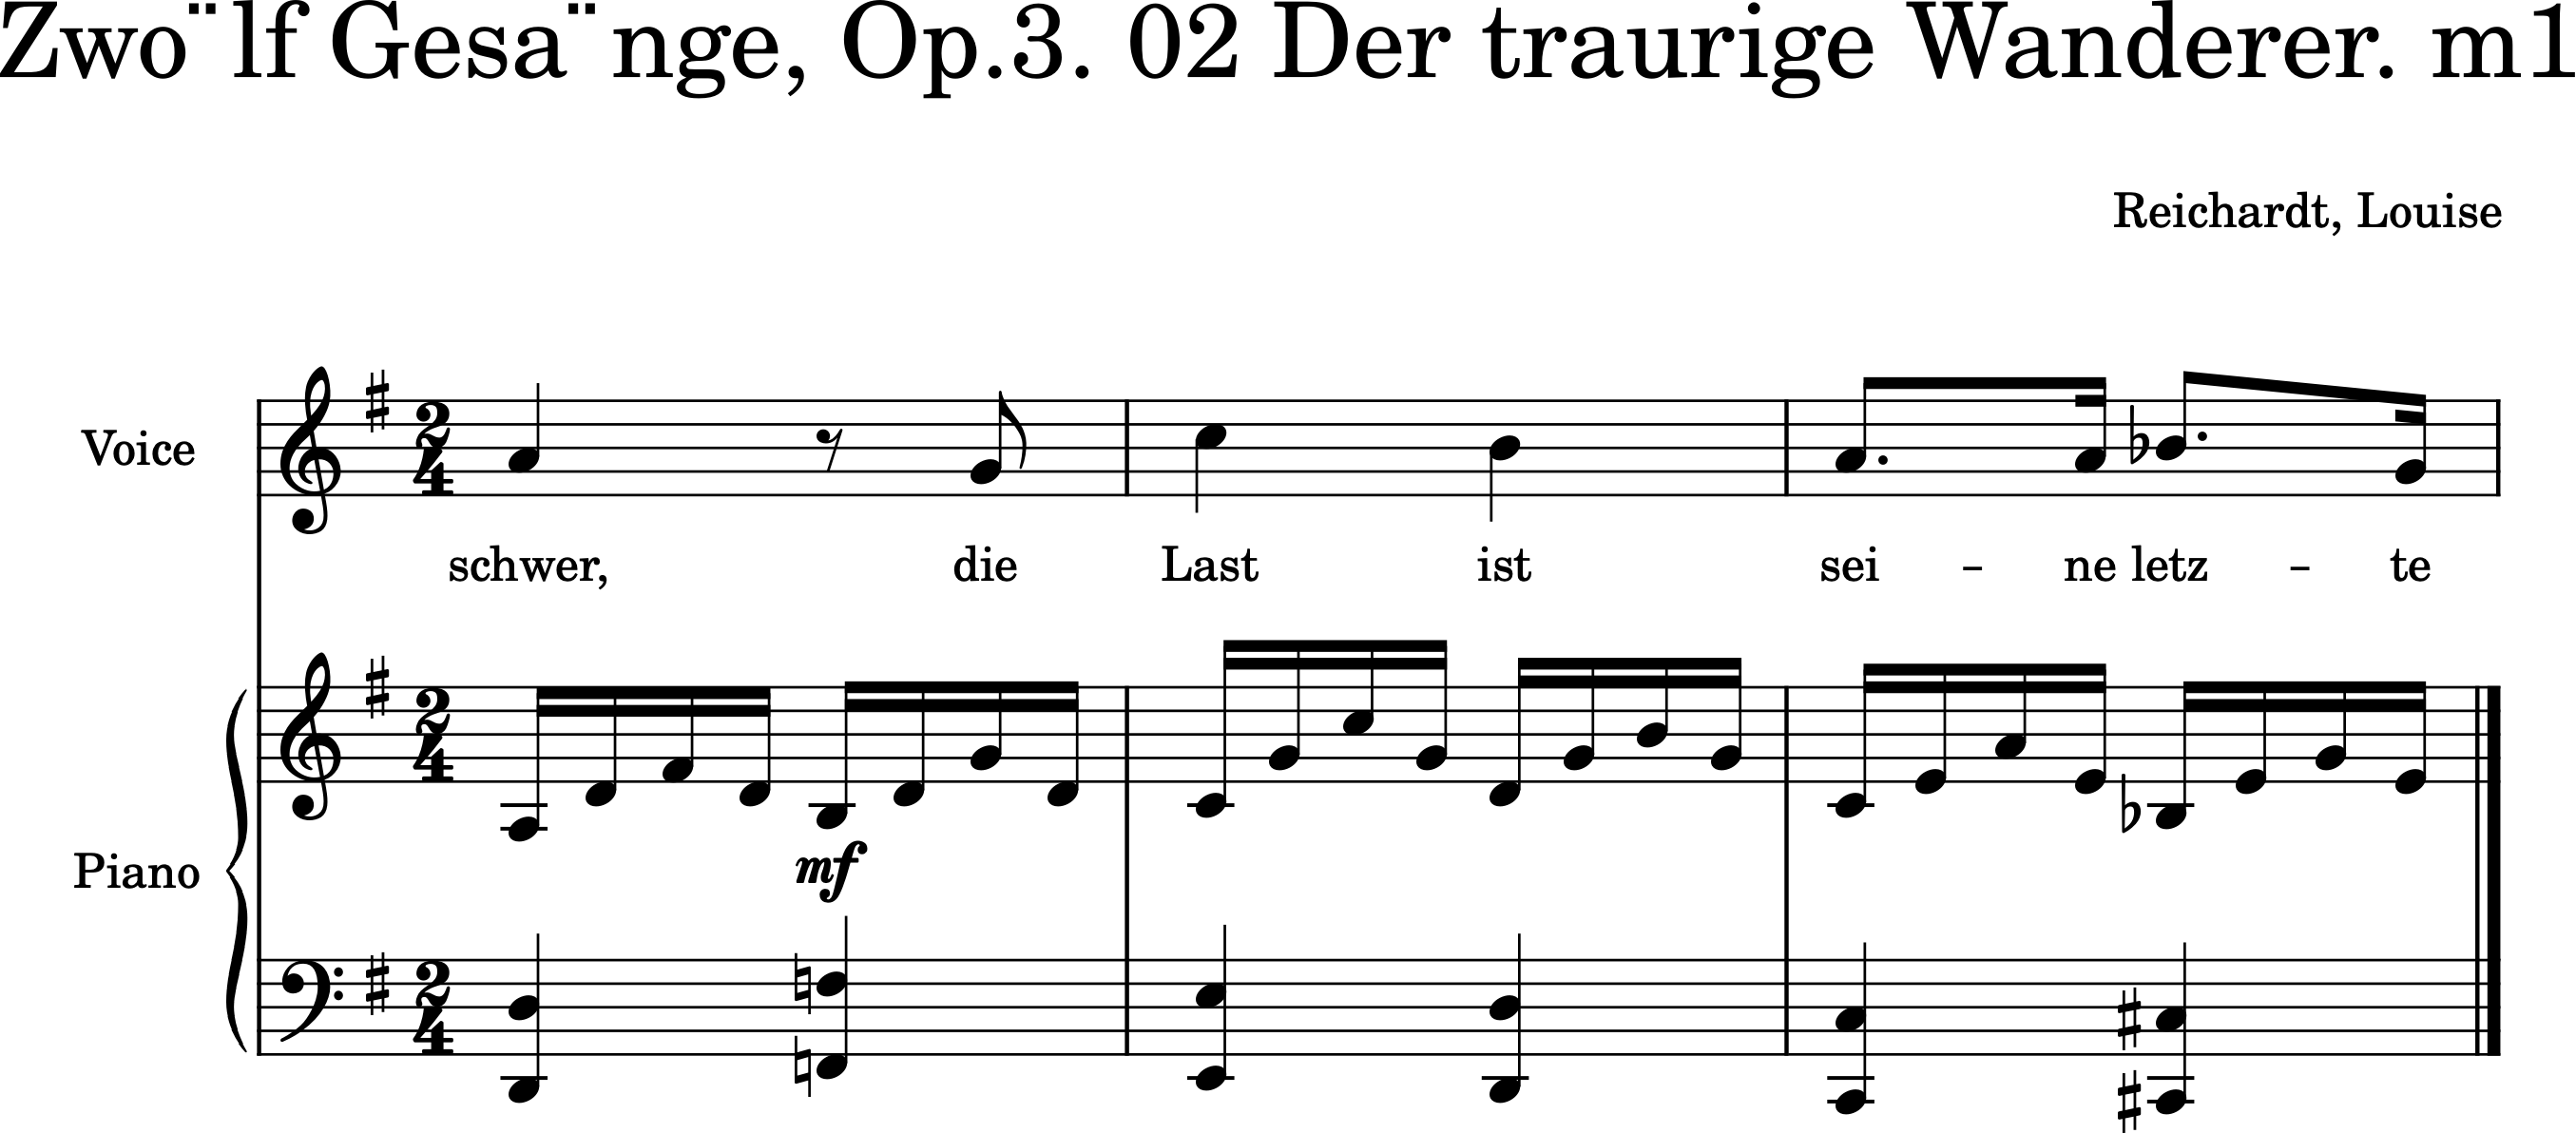 Zwo¨lf Gesa¨nge, Op.3. 02 Der traurige Wanderer. m1
Reichardt, Louise
Voice
schwer, die Last ist sei – ne letz – te
Piano
mf